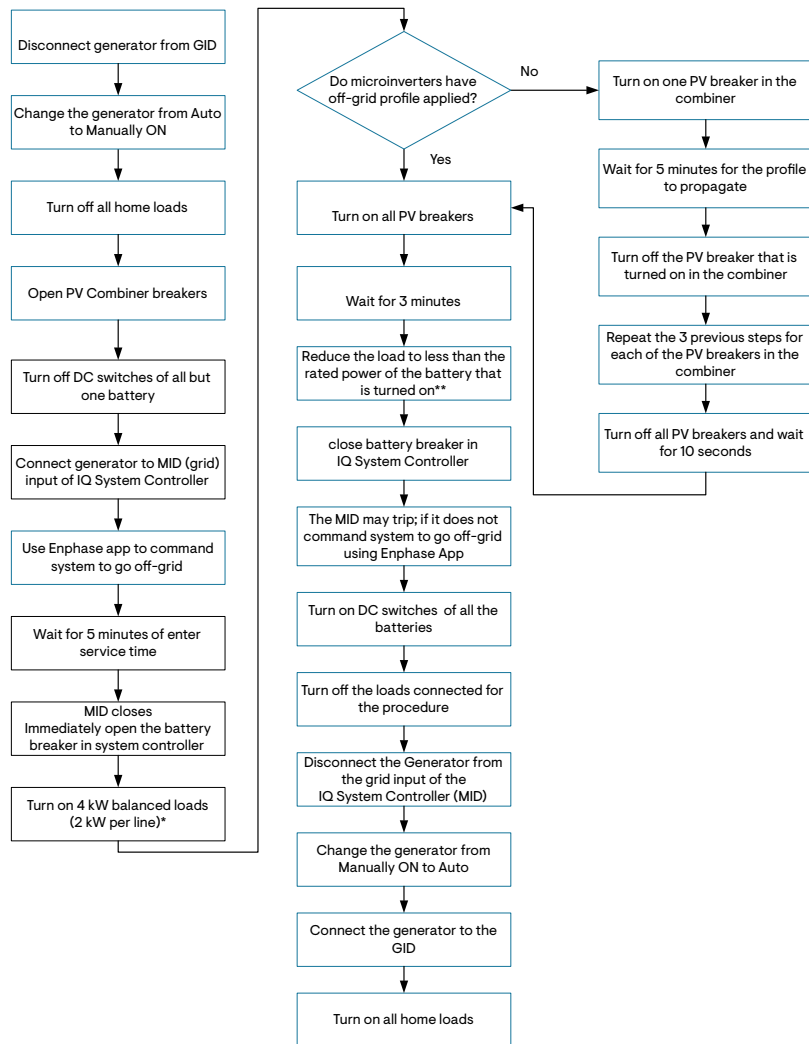 Disconnect generator from GID
Change the generator from Auto
to Manually ON
Turn off all home loads
Open PV Combiner breakers
Turn off DC switches of all but
one battery
Connect generator to MID (grid)
input of IQ System Controller
Use Enphase app to command
system to go off-grid
Wait for 5 minutes of enter
service time
MID closes
Immediately open the battery
breaker in system controller
Turn on 4 kW balanced loads
(2 kW per line)*
Do microinverters have
off-grid profile applied?
No
Yes
Turn on all PV breakers
Wait for 3 minutes
Reduce the load to less than the
rated power of the battery that
is turned on**
close battery breaker in
IQ System Controller
The MID may trip; if it does not
command system to go off-grid
using Enphase App
Turn on DC switches of all the
batteries
Turn off the loads connected for
the procedure
Disconnect the Generator from
the grid input of the
IQ System Controller (MID)
Change the generator from
Manually ON to Auto
Connect the generator to the
GID
Turn on all home loads
Turn on one PV breaker in the
combiner
Wait for 5 minutes for the profile
to propagate
Turn off the PV breaker that is
turned on in the combiner
Repeat the 3 previous steps for
each of the PV breakers in the
combiner
Turn off all PV breakers and wait
for 10 seconds